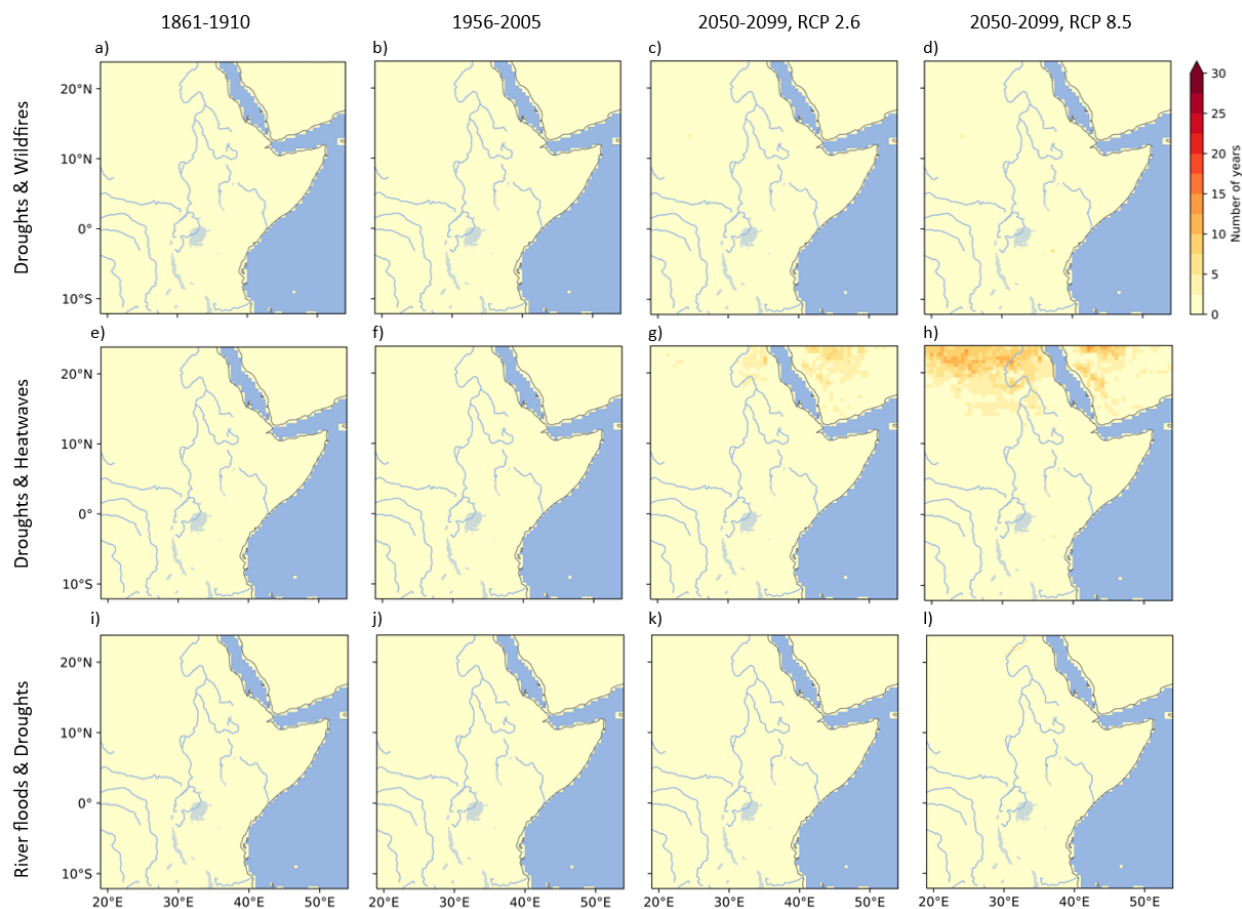 1861-1910 1956-2005 2050-2099, RCP 2.6 2050-2099, RCP 8.5
a) b) c) d)
Droughts & Wildfires
20°N
10°N
0°
10°S
30
25
20
15
10
5
0
Number of years
e) f) g) h)
Droughts & Heatwaves
20°N
10°N
0°
10°S
i) j) k) l)
River floods & Droughts
20°N
10°N
0°
10°S
20°E 30°E 40°E 50°E 20°E 30°E 40°E 50°E 20°E 30°E 40°E 50°E 20°E 30°E 40°E 50°E